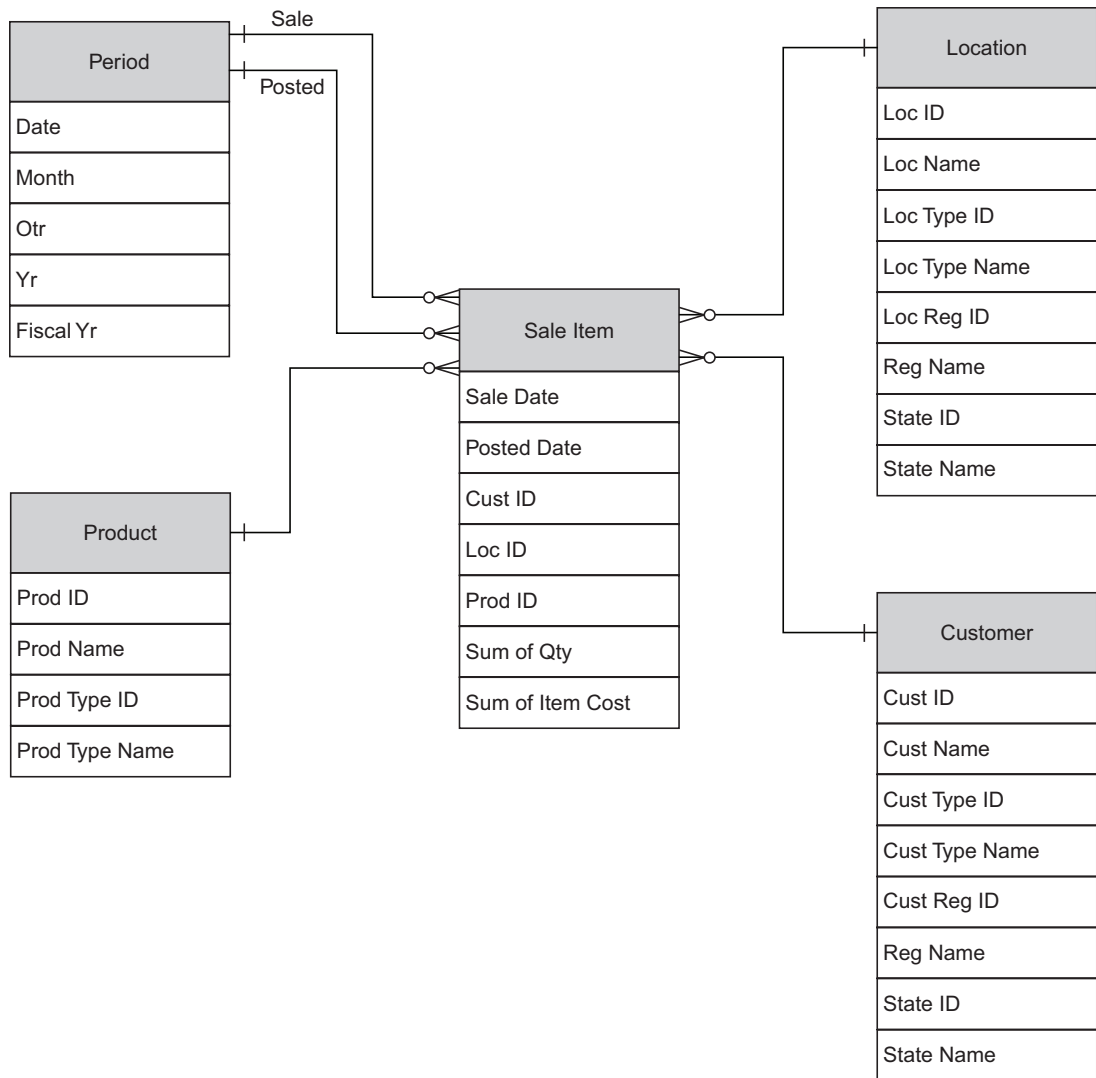 Sale
Posted
Period
Date
Month
Otr
Yr
Fiscal Yr
Product
Prod ID
Prod Name
Prod Type ID
Prod Type Name
Sale Item
Sale Date
Posted Date
Cust ID
Loc ID
Prod ID
Sum of Qty
Sum of Item Cost
Location
Loc ID
Loc Name
Loc Type ID
Loc Type Name
Loc Reg ID
Reg Name
State ID
State Name
Customer
Cust ID
Cust Name
Cust Type ID
Cust Type Name
Cust Reg ID
Reg Name
State ID
State Name